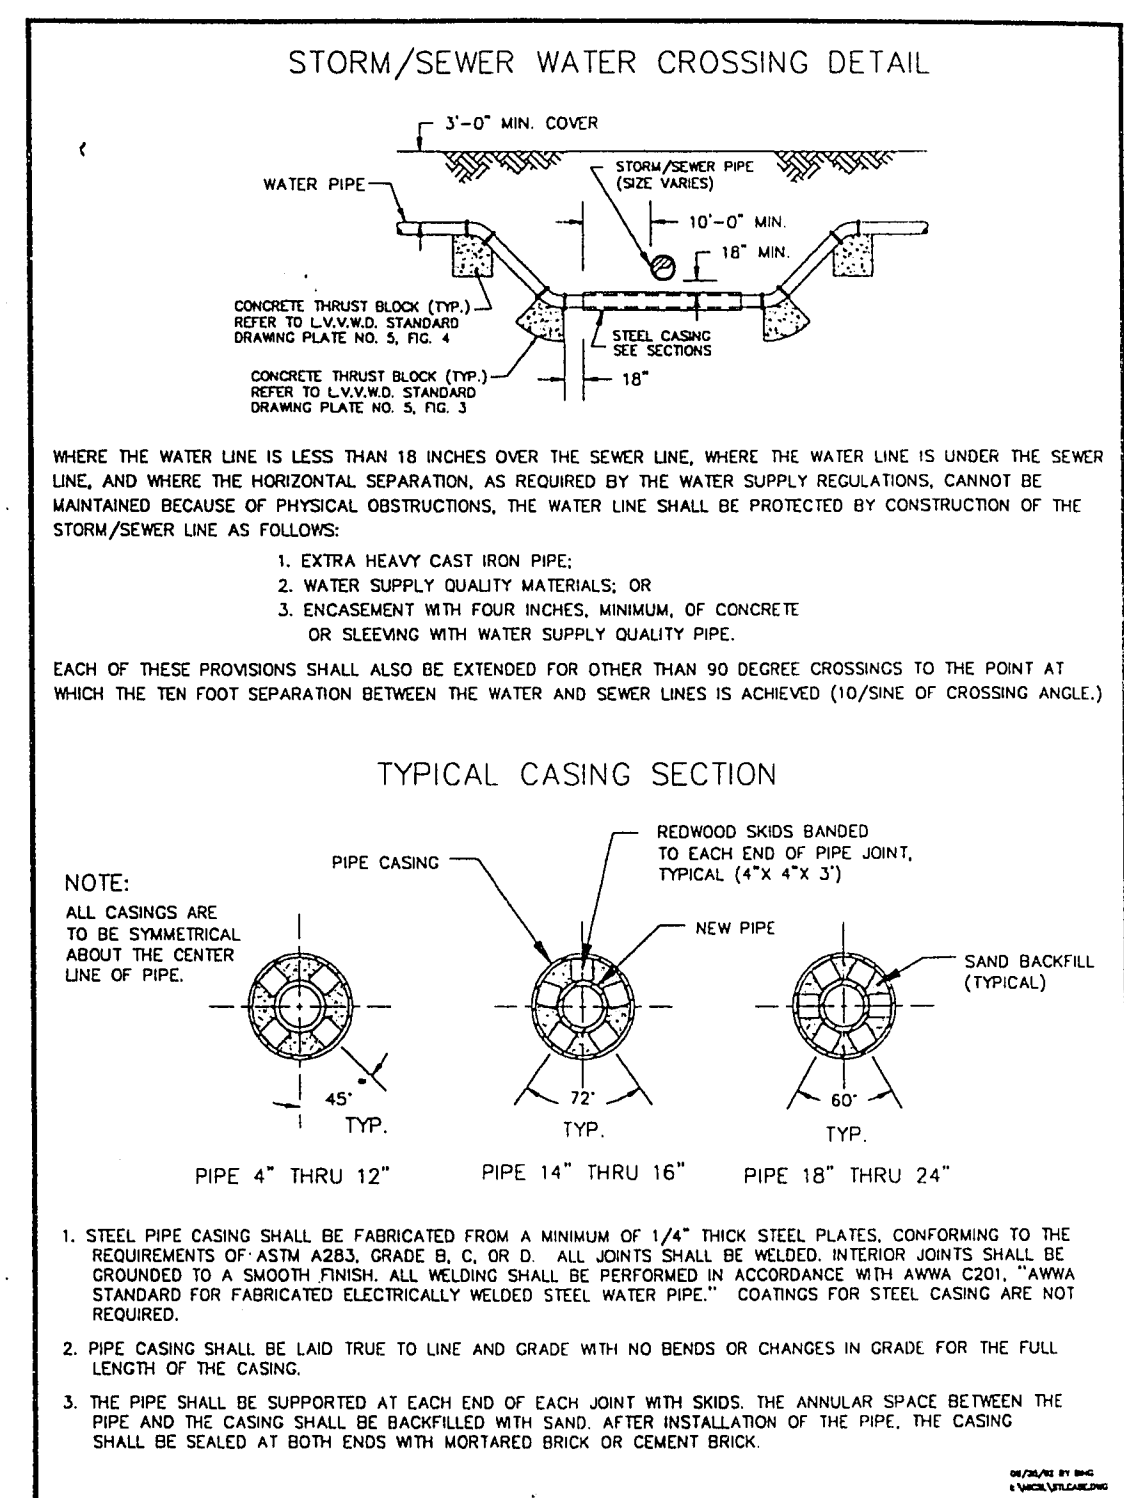 STORM/SEWER WATER CROSSING DETAIL
3'-0" MIN. COVER
STORM/SEWER PIPE
(SIZE VARIES)
WATER PIPE
10'-0" MIN.
18" MIN.
CONCRETE THRUST BLOCK (TYP.)
REFER TO L.V.V.W.D. STANDARD
DRAWING PLATE NO. 5, FIG. 4
STEEL CASING
SEE SECTIONS
CONCRETE THRUST BLOCK (TYP.)
REFER TO L.V.V.W.D. STANDARD
DRAWING PLATE NO. 5, FIG. 3
18"
WHERE THE WATER LINE IS LESS THAN 18 INCHES OVER THE SEWER LINE, WHERE THE WATER LINE IS UNDER THE SEWER
LINE, AND WHERE THE HORIZONTAL SEPARATION, AS REQUIRED BY THE WATER SUPPLY REGULATIONS, CANNOT BE
MAINTAINED BECAUSE OF PHYSICAL OBSTRUCTIONS, THE WATER LINE SHALL BE PROTECTED BY CONSTRUCTION OF THE
STORM/SEWER LINE AS FOLLOWS:
1. EXTRA HEAVY CAST IRON PIPE;
2. WATER SUPPLY QUALITY MATERIALS; OR
3. ENCASEMENT WITH FOUR INCHES, MINIMUM, OF CONCRETE
OR SLEEVING WITH WATER SUPPLY QUALITY PIPE.
EACH OF THESE PROVISIONS SHALL ALSO BE EXTENDED FOR OTHER THAN 90 DEGREE CROSSINGS TO THE POINT AT
WHICH THE TEN FOOT SEPARATION BETWEEN THE WATER AND SEWER LINES IS ACHIEVED (10/SINE OF CROSSING ANGLE.)
TYPICAL CASING SECTION
REDWOOD SKIDS BANDED
TO EACH END OF PIPE JOINT,
TYPICAL (4"X 4"X 3')
PIPE CASING
NOTE:
ALL CASINGS ARE
TO BE SYMMETRICAL
ABOUT THE CENTER
LINE OF PIPE.
NEW PIPE
SAND BACKFILL
(TYPICAL)
45°
TYP.
72°
TYP.
60°
TYP.
PIPE 4" THRU 12"
PIPE 14" THRU 16"
PIPE 18" THRU 24"
1. STEEL PIPE CASING SHALL BE FABRICATED FROM A MINIMUM OF 1/4" THICK STEEL PLATES, CONFORMING TO THE
REQUIREMENTS OF ASTM A283, GRADE B, C, OR D. ALL JOINTS SHALL BE WELDED. INTERIOR JOINTS SHALL BE
GROUNDED TO A SMOOTH FINISH. ALL WELDING SHALL BE PERFORMED IN ACCORDANCE WITH AWWA C201, "AWWA
STANDARD FOR FABRICATED ELECTRICALLY WELDED STEEL WATER PIPE." COATINGS FOR STEEL CASING ARE NOT
REQUIRED.
2. PIPE CASING SHALL BE LAID TRUE TO LINE AND GRADE WITH NO BENDS OR CHANGES IN GRADE FOR THE FULL
LENGTH OF THE CASING.
3. THE PIPE SHALL BE SUPPORTED AT EACH END OF EACH JOINT WITH SKIDS. THE ANNULAR SPACE BETWEEN THE
PIPE AND THE CASING SHALL BE BACKFILLED WITH SAND. AFTER INSTALLATION OF THE PIPE, THE CASING
SHALL BE SEALED AT BOTH ENDS WITH MORTARED BRICK OR CEMENT BRICK.